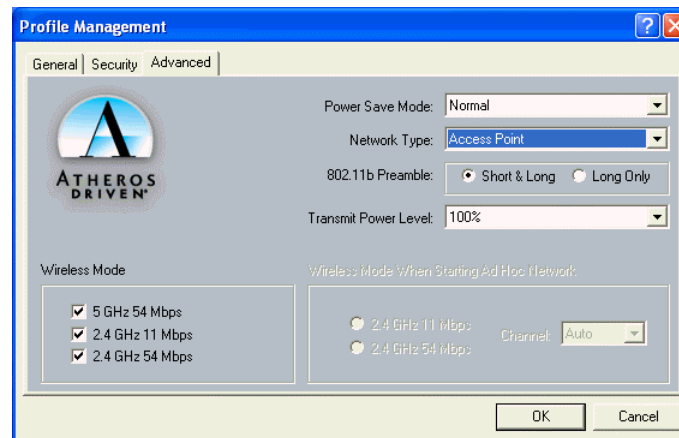 Profile Management
General Security Advanced
Power Save Mode: Normal
Network Type: Access Point
802.11b Preamble: Short & Long Long Only
Transmit Power Level: 100%
ATHEROS
DRIVEN
Wireless Mode
5 GHz 54 Mbps
2.4 GHz 11 Mbps
2.4 GHz 54 Mbps
Wireless Mode When Starting Ad Hoc Network
2.4 GHz 11 Mbps
2.4 GHz 54 Mbps
Channel: Auto
OK Cancel